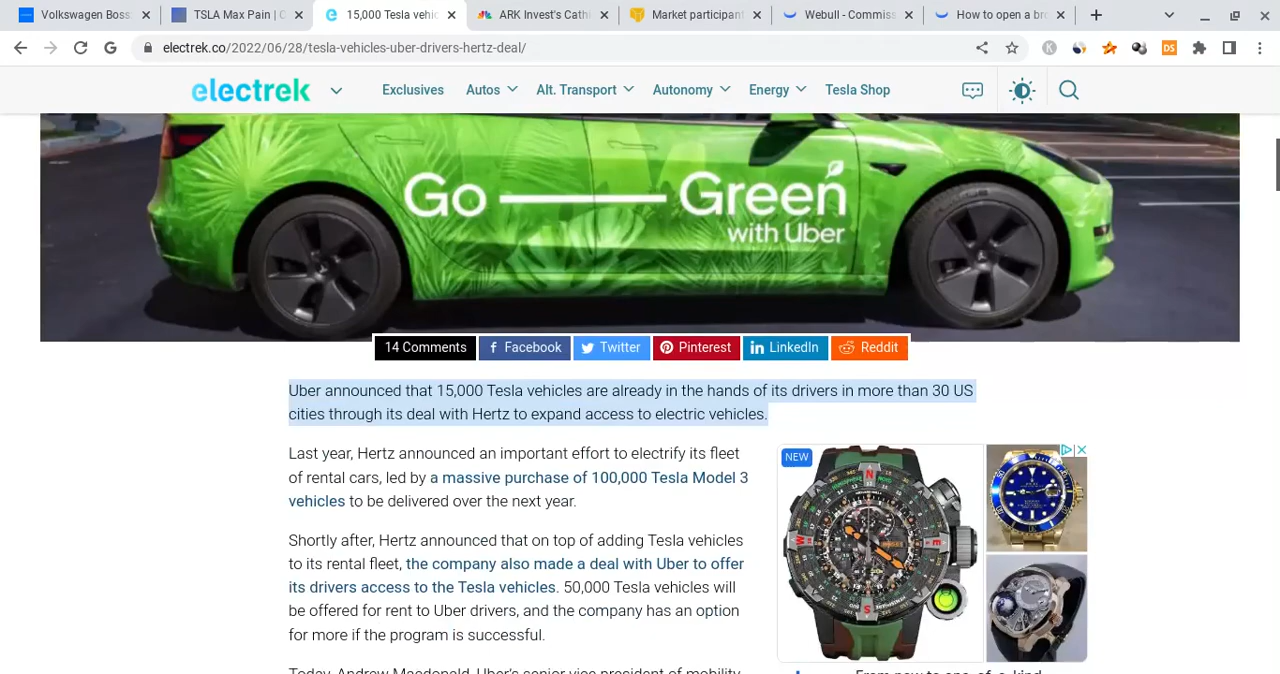 Volkswagen Boss
TSLA Max Pain | O
15,000 Tesla vehic
ARK Invest's Cathi
Market participant
Webull - Commiss
How to open a bro
electrek.co/2022/06/28/tesla-vehicles-uber-drivers-hertz-deal/
K
DS
electrek
Exclusives Autos Alt. Transport Autonomy Energy Tesla Shop
Go — Green
with Uber
14 Comments Facebook Twitter Pinterest LinkedIn Reddit
Uber announced that 15,000 Tesla vehicles are already in the hands of its drivers in more than 30 US
cities through its deal with Hertz to expand access to electric vehicles.
Last year, Hertz announced an important effort to electrify its fleet
of rental cars, led by a massive purchase of 100,000 Tesla Model 3
vehicles to be delivered over the next year.
Shortly after, Hertz announced that on top of adding Tesla vehicles
to its rental fleet, the company also made a deal with Uber to offer
its drivers access to the Tesla vehicles. 50,000 Tesla vehicles will
be offered for rent to Uber drivers, and the company has an option
for more if the program is successful.
Today, Andrew Macdonald, Uber's senior vice president of mobility
NEW
From new to one-of-a-kind